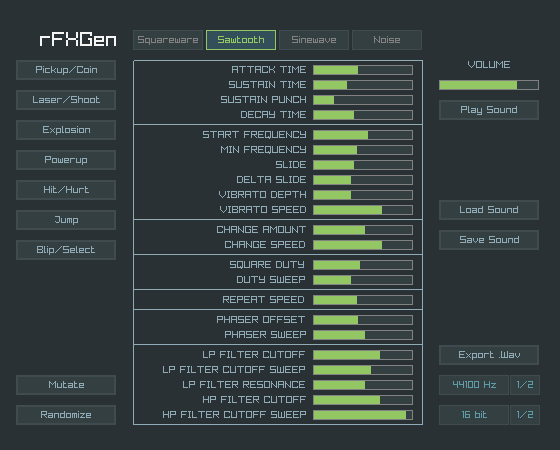 rFXGen
Squareware Sawtooth Sinewave Noise
Pickup/Coin
Laser/Shoot
Explosion
Powerup
Hit/Hurt
Jump
Blip/Select
Mutate
Randomize
ATTACK TIME
SUSTAIN TIME
SUSTAIN PUNCH
DECAY TIME
START FREQUENCY
MIN FREQUENCY
SLIDE
DELTA SLIDE
VIBRATO DEPTH
VIBRATO SPEED
CHANGE AMOUNT
CHANGE SPEED
SQUARE DUTY
DUTY SWEEP
REPEAT SPEED
PHASER OFFSET
PHASER SWEEP
LP FILTER CUTOFF
LP FILTER CUTOFF SWEEP
LP FILTER RESONANCE
HP FILTER CUTOFF
HP FILTER CUTOFF SWEEP
VOLUME
Play Sound
Load Sound
Save Sound
Export .Wav
44100 Hz 1/2
16 bit 1/2